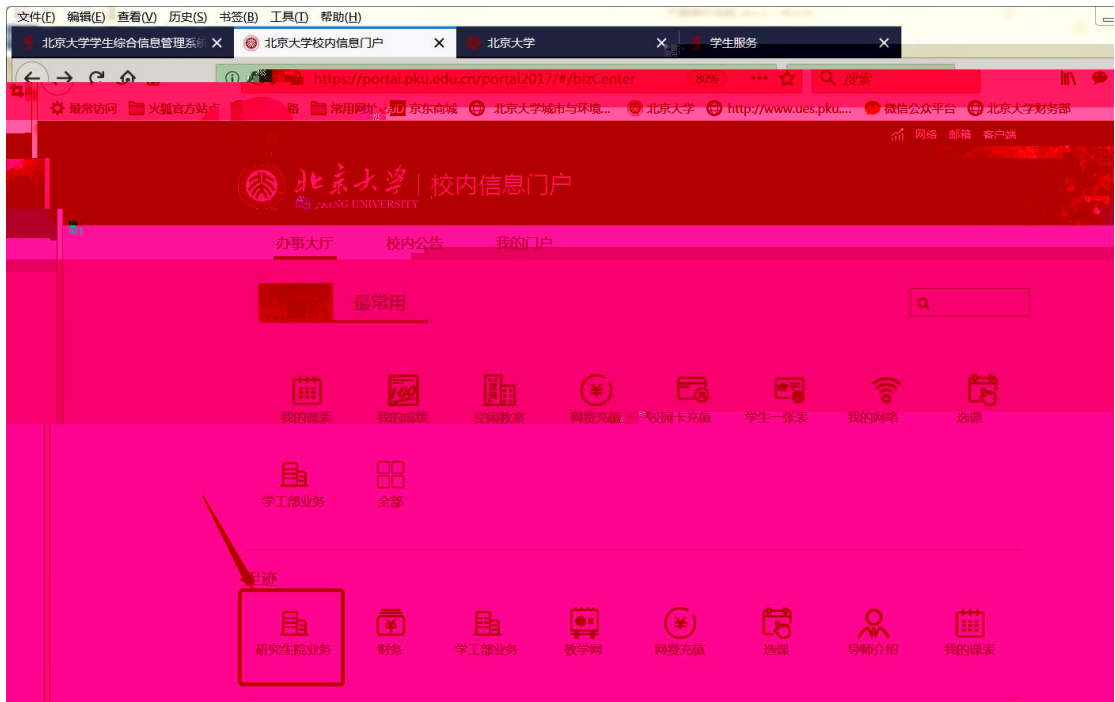 文件(F) 编辑(E) 查看(V) 历史(S) 书签(B) 工具(T) 帮助(H)
北京大学学生综合信息管理系统 北京大学校内信息门户 北京大学 学生服务
https://portal.pku.edu.cn/portal2017/#/bizCenter 80% 搜索
最常访问 火狐官方站点 常用网址 JD 京东商城 北京大学城市与环境... 北京大学 http://www.ues.pku.... 微信公众平台 北京大学财务部
网络 邮箱 客户端
北京大学 校内信息门户
UNIVERSITY
办事大厅 校内公告 我的门户
最常用
我的课表 我的成绩 空闲教室 网费充值 校园卡充值 学生一张表 我的网络 选课
学工部业务 全部
足迹
研究生院业务 财务 学工部业务 教学网 网费充值 选课 导师介绍 我的课表